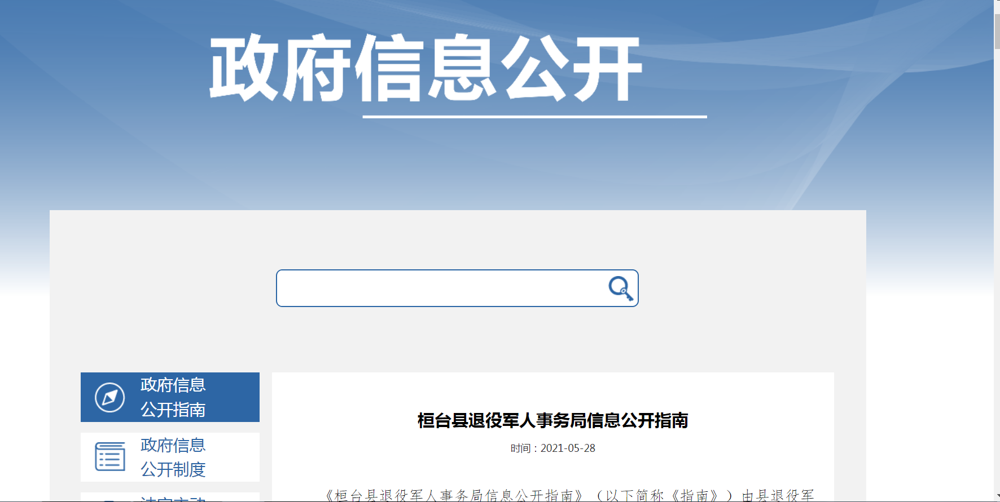 政府信息公开
政府信息
公开指南
政府信息
公开制度
桓台县退役军人事务局信息公开指南
时间：2021-05-28
《桓台县退役军人事务局信息公开指南》（以下简称《指南》）由县退役军